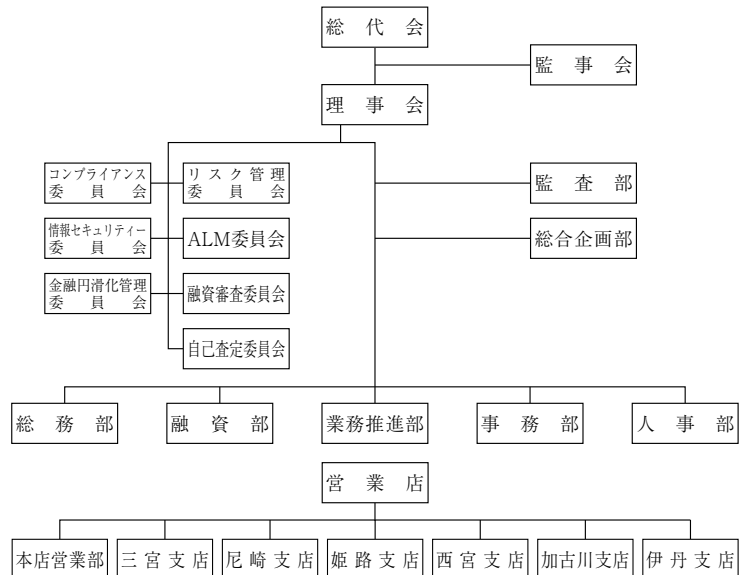 総代会
監事会
理事会
コンプライアンス
委員会
リスク管理
委員会
監査部
情報セキュリティー
委員会
ALM委員会
総合企画部
金融円滑化管理
委員会
融資審査委員会
自己査定委員会
総務部
融資部
業務推進部
事務部
人事部
営業店
本店営業部
三宮支店
尼崎支店
姫路支店
西宮支店
加古川支店
伊丹支店